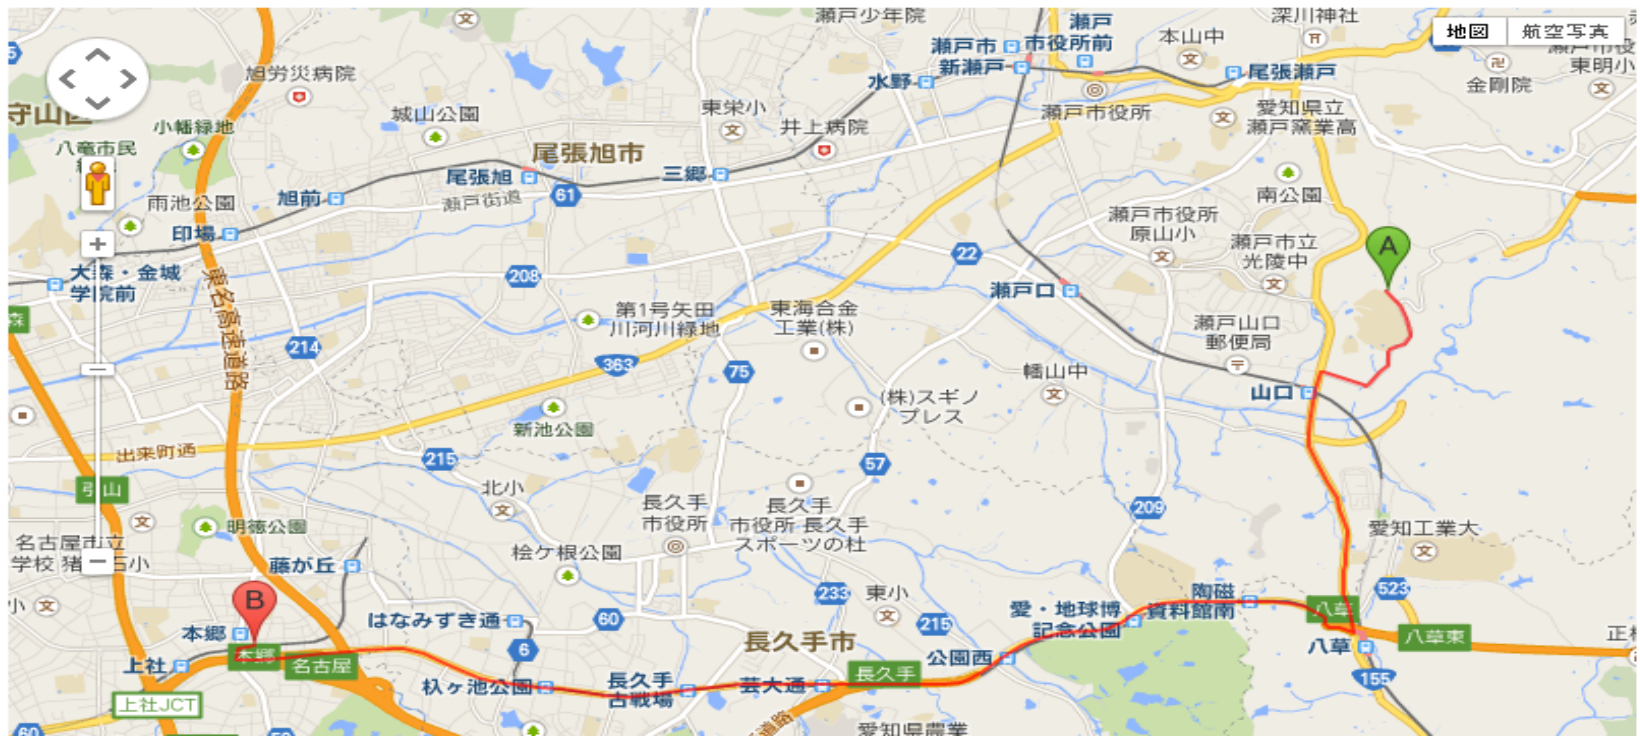 瀬戸少年院
瀬戸
市役所前
深川神社
地図
航空写真
瀬戸市
新瀬戸
本山中
東明小
旭労災病院
水野
尾張瀬戸
金剛院
小幡緑地
城山公園
東栄小
井上病院
瀬戸市役所
愛知県立
瀬戸窯業高
八竜市民
尾張旭市
雨池公園
旭前
尾張旭
瀬戸街道
61
三郷
南公園
印場
瀬戸市役所
原山小
瀬戸市立
光陵中
A
大森・金城
学院前
東名高速道路
208
22
瀬戸口
森
第1号矢田
川河川緑地
東海合金
工業(株)
瀬戸山口
郵便局
214
363
75
幡山中
(株)スギノ
プレス
山口
新池公園
出来町通
215
57
引山
北小
長久手
市役所
長久手
市役所 長久手
スポーツの杜
209
明徳公園
愛知工業大
名古屋市立
藤が丘
桧ケ根公園
B
小
はなみずき通
60
233
東小
215
愛・地球博
記念公園
陶磁
資料館南
八草
523
本郷
本郷
名古屋
6
長久手市
八草
八草東
上社
杁ヶ池公園
長久手
古戦場
芸大通
長久手
公園西
155
上社JCT
60
愛知県農業